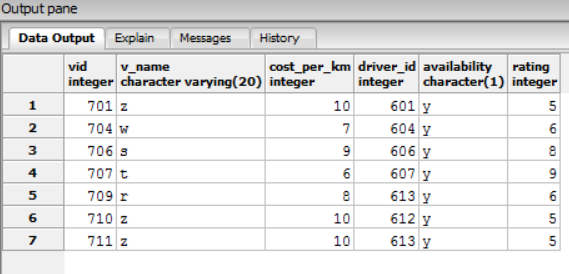 Output pane
Data Output Explain Messages History
vid v_name cost_per_km driver_id availability rating
integer character varying(20) integer integer character(1) integer
1 701 z 10 601 y 5
2 704 w 7 604 y 6
3 706 s 9 606 y 8
4 707 t 6 607 y 9
5 709 r 8 613 y 6
6 710 z 10 612 y 5
7 711 z 10 613 y 5